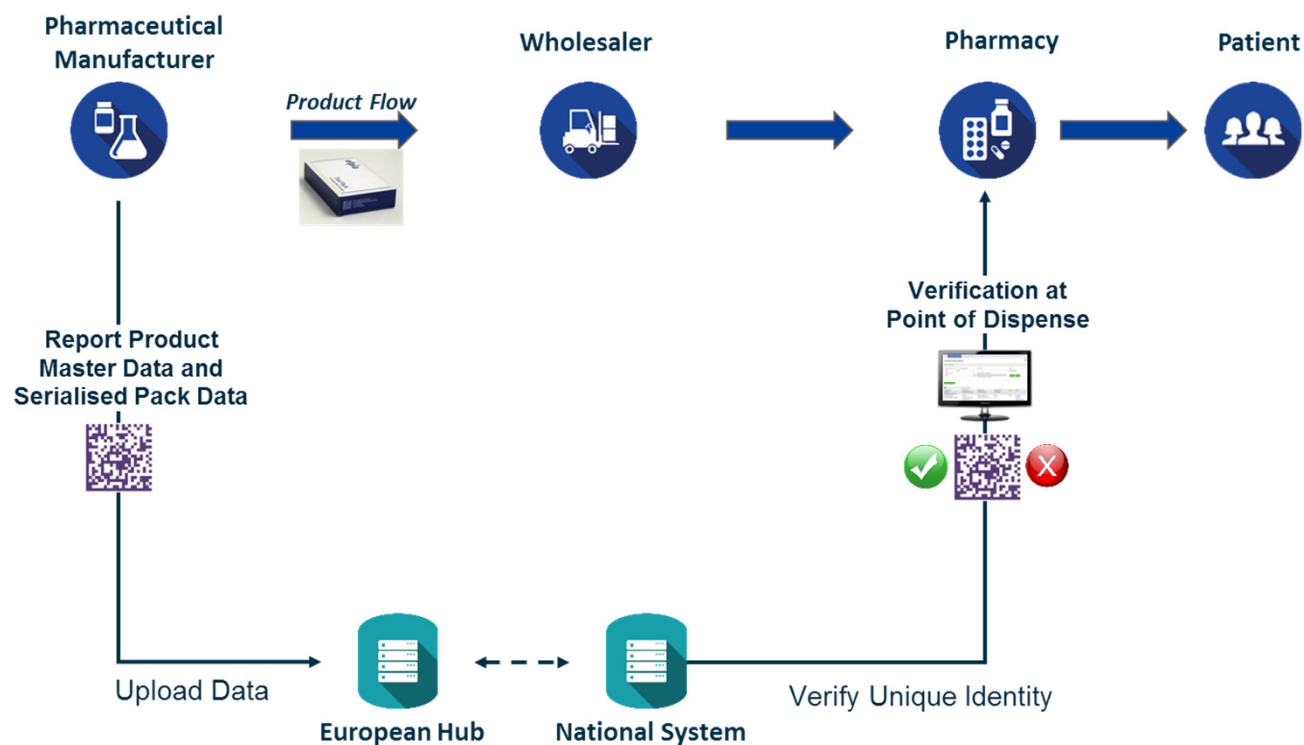 Pharmaceutical
Manufacturer
Wholesaler
Pharmacy
Patient
Product Flow
Report Product
Master Data and
Serialised Pack Data
Verification at
Point of Dispense
X
Upload Data
European Hub
National System
Verify Unique Identity